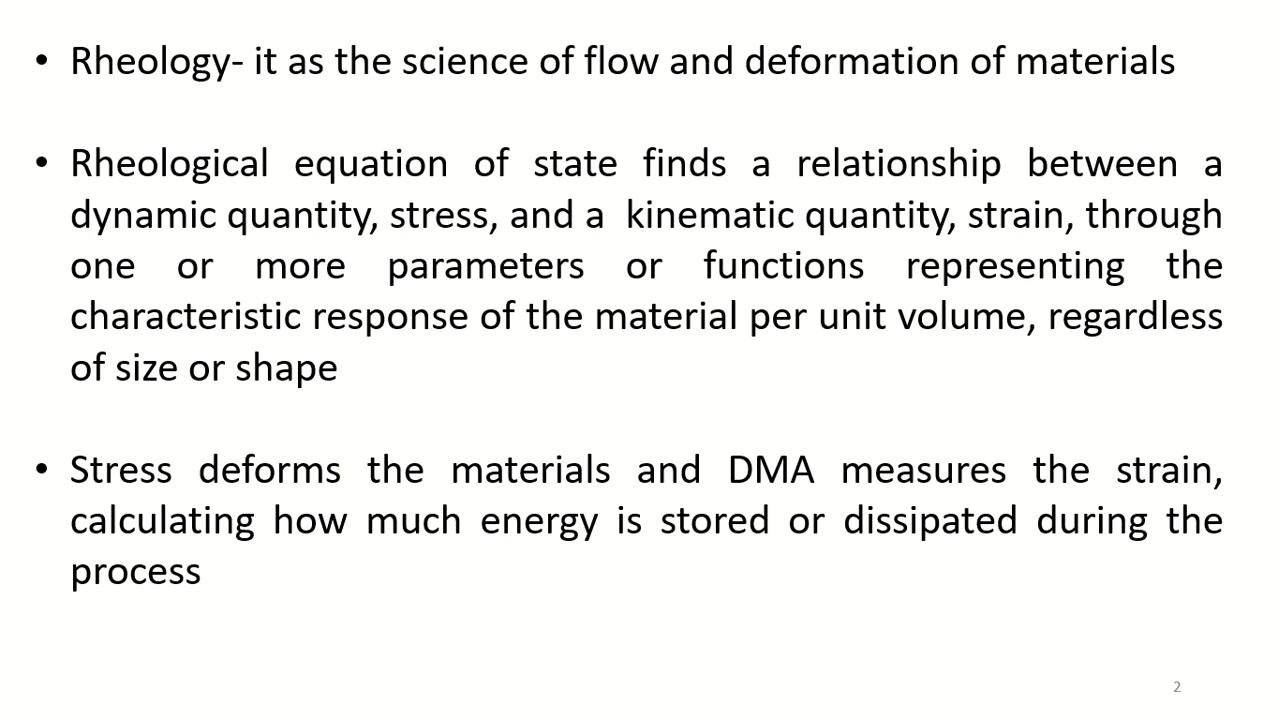 • Rheology- it as the science of flow and deformation of materials
• Rheological equation of state finds a relationship between a
dynamic quantity, stress, and a kinematic quantity, strain, through
one or more parameters or functions representing the
characteristic response of the material per unit volume, regardless
of size or shape
• Stress deforms the materials and DMA measures the strain,
calculating how much energy is stored or dissipated during the
process
2